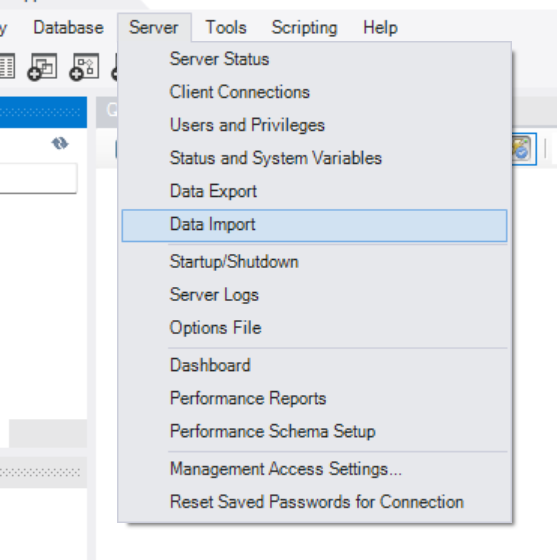 Database Server Tools Scripting Help
Server Status
Client Connections
Users and Privileges
Status and System Variables
Data Export
Data Import
Startup/Shutdown
Server Logs
Options File
Dashboard
Performance Reports
Performance Schema Setup
Management Access Settings...
Reset Saved Passwords for Connection